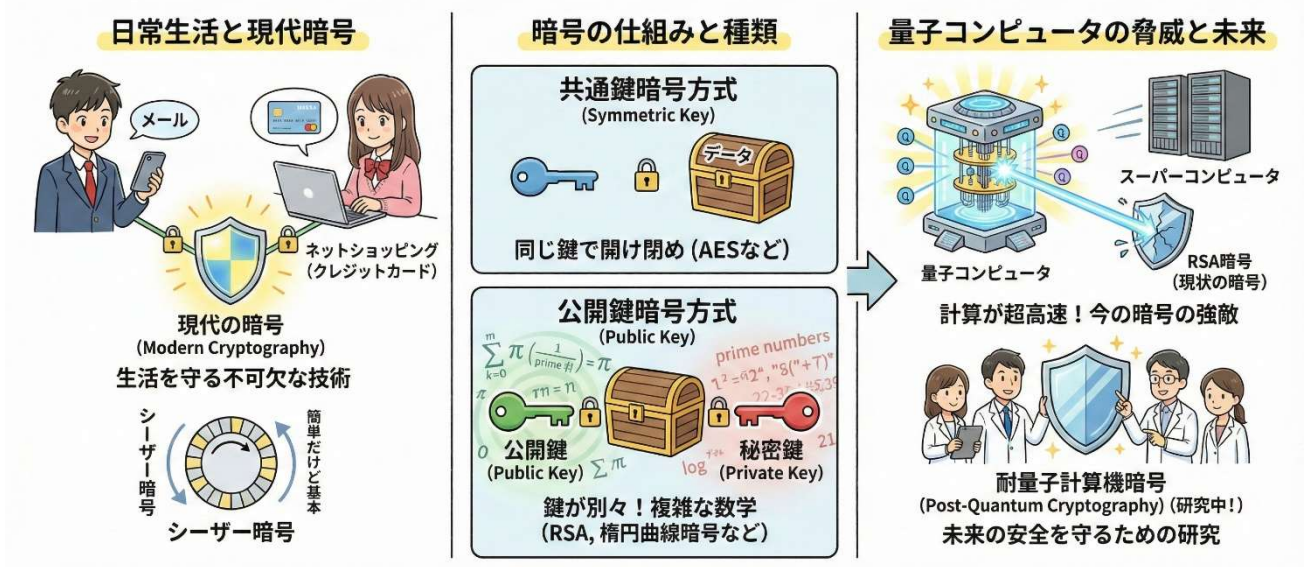 日常生活と現代暗号
メール
ネットショッピング
(クレジットカード)
現代の暗号
(Modern Cryptography)
生活を守る不可欠な技術
シーザー暗号
簡単だけど基本
シーザー暗号
暗号の仕組みと種類
共通鍵暗号方式
(Symmetric Key)
データ
同じ鍵で開け閉め (AESなど)
公開鍵暗号方式
(Public Key)
prime numbers
公開鍵
(Public Key)
秘密鍵
(Private Key)
log
21
鍵が別々！複雑な数学
(RSA, 楕円曲線暗号など)
量子コンピュータの脅威と未来
Q
Q
Q
Q
Q
スーパーコンピュータ
量子コンピュータ
RSA暗号
(現状の暗号)
計算が超高速！今の暗号の強敵
耐量子計算機暗号
(Post-Quantum Cryptography) (研究中！)
未来の安全を守るための研究